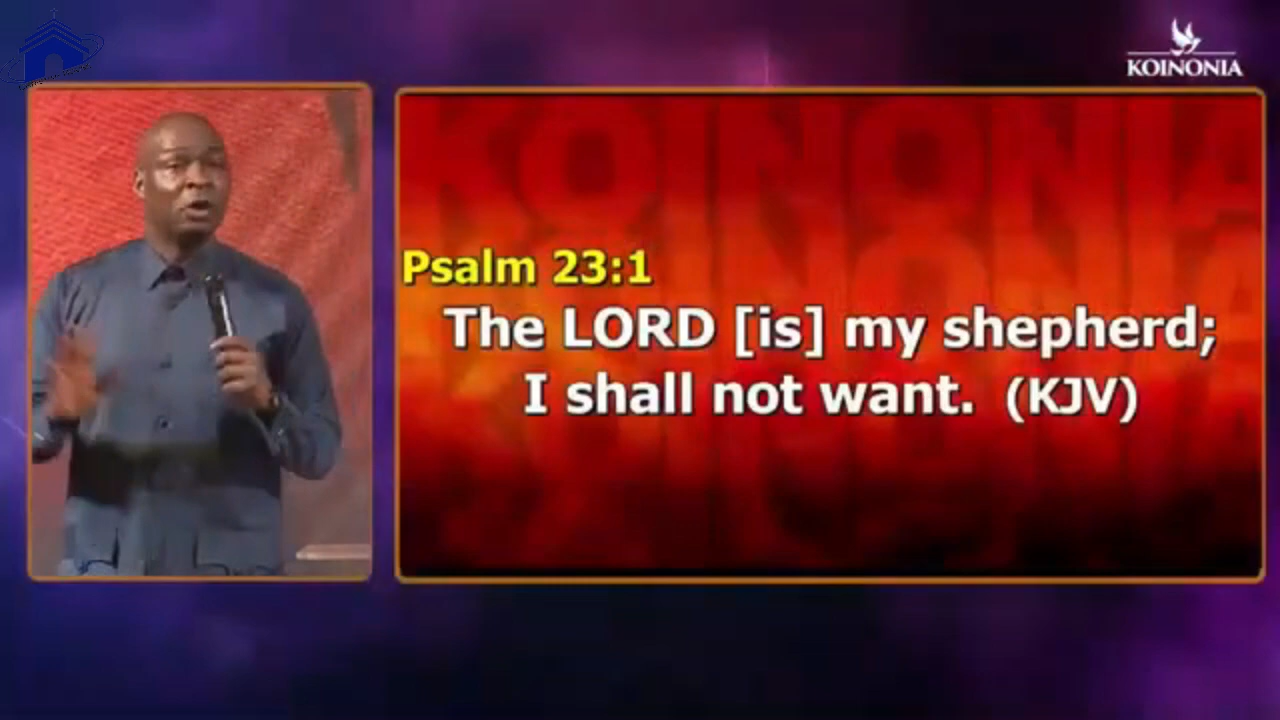 KOINONIA
Psalm 23:1
The LORD [is] my shepherd;
I shall not want. (KJV)